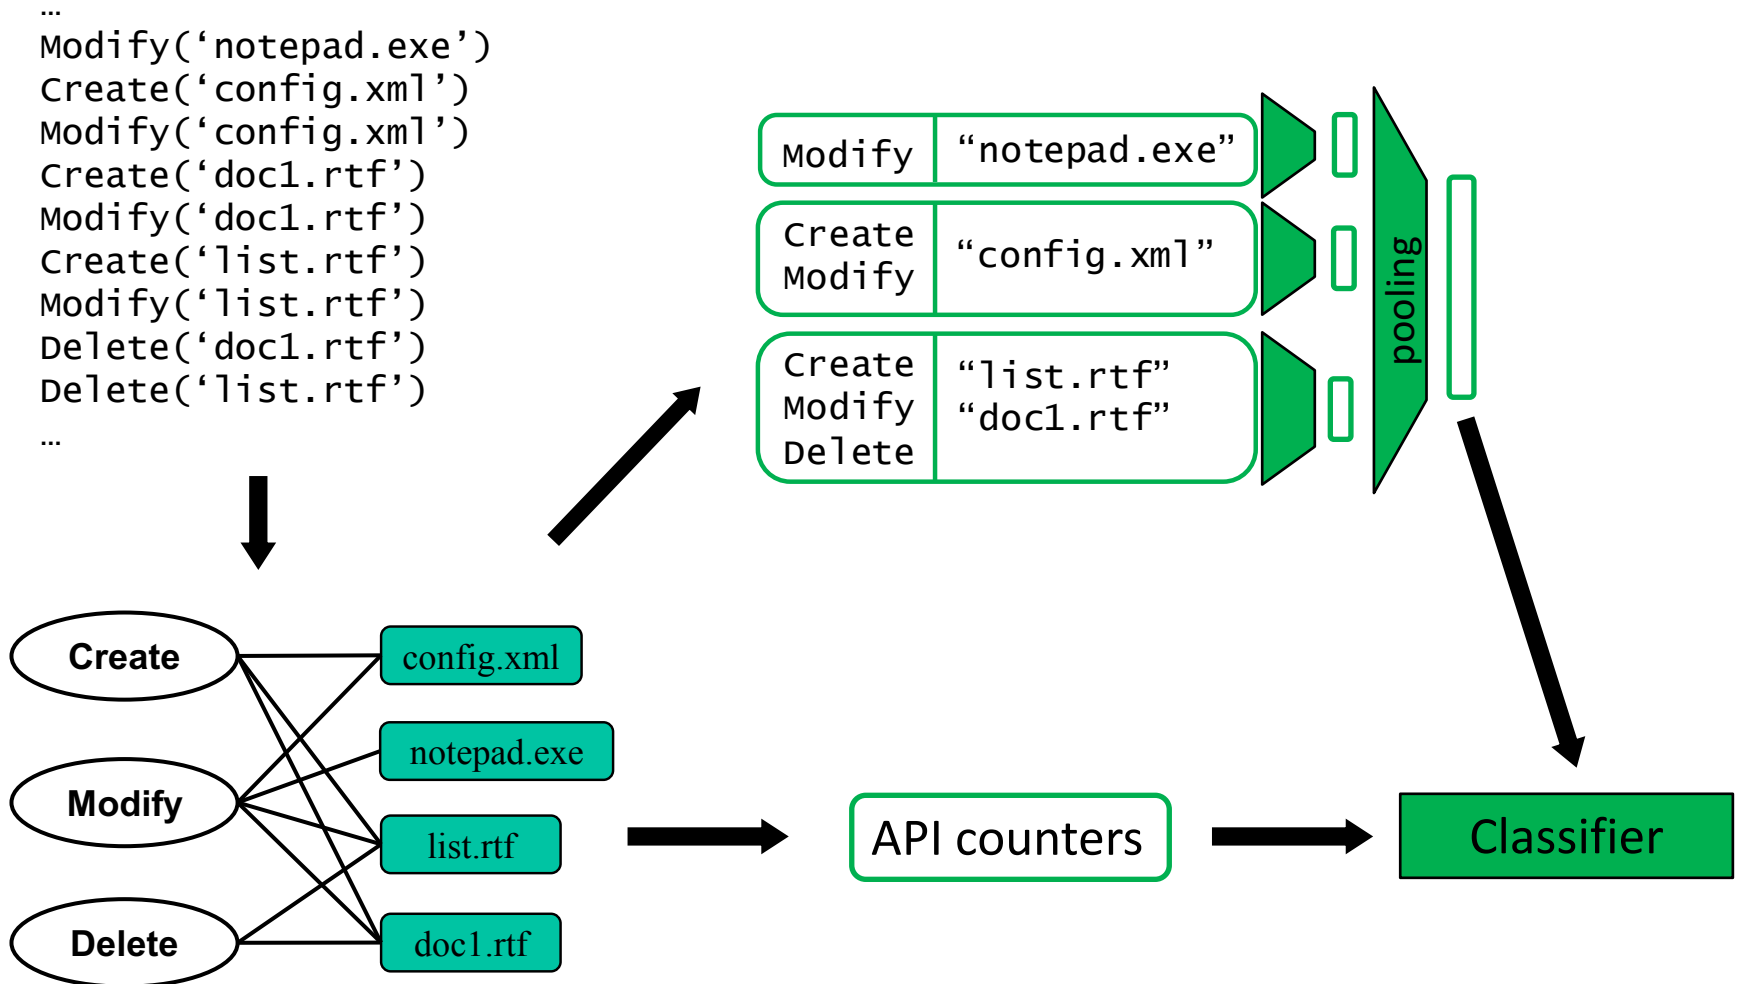 …
Modify(‘notepad.exe’)
Create(‘config.xml’)
Modify(‘config.xml’)
Create(‘doc1.rtf’)
Modify(‘doc1.rtf’)
Create(‘list.rtf’)
Modify(‘list.rtf’)
Delete(‘doc1.rtf’)
Delete(‘list.rtf’)
…
Modify “notepad.exe”
Create
Modify
“config.xml”
Create
Modify
Delete
“list.rtf”
“doc1.rtf”
pooling
Create
Modify
Delete
config.xml
notepad.exe
list.rtf
doc1.rtf
API counters
Classifier